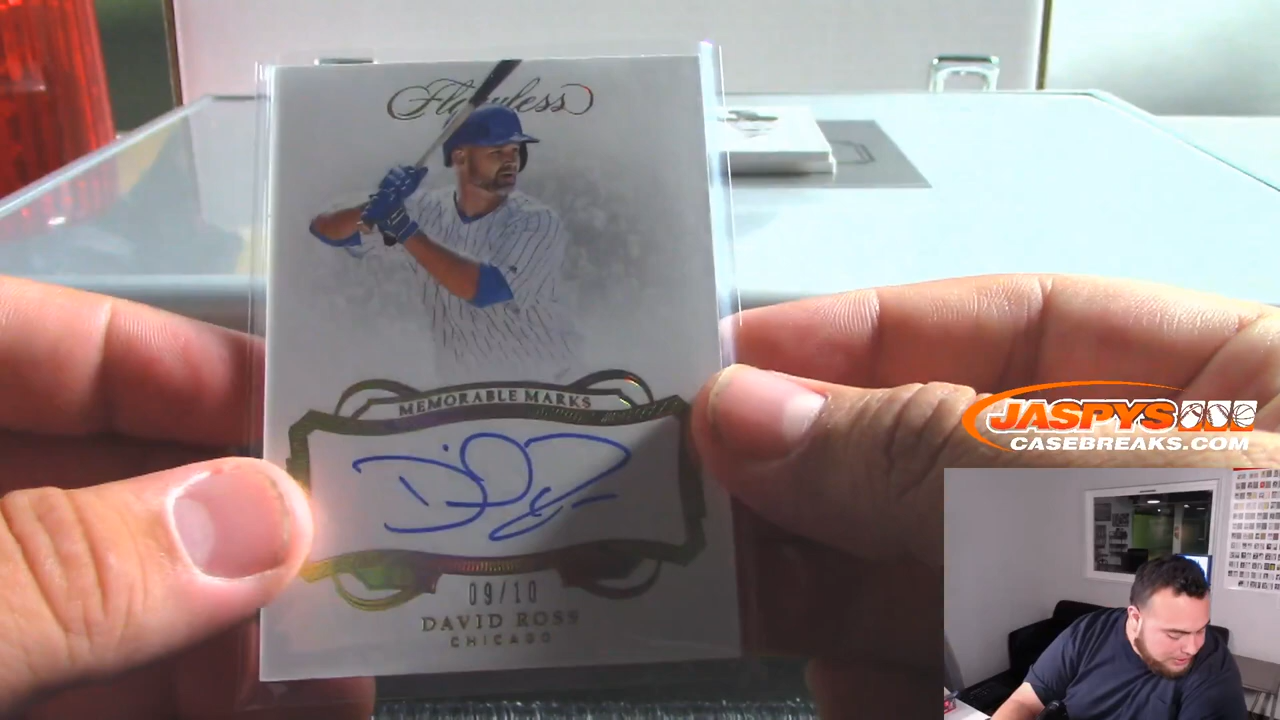 Flawless
MEMORABLE MARKS
09/10
DAVID ROSS
CHICAGO
JASPYS
CASEBREAKS.COM